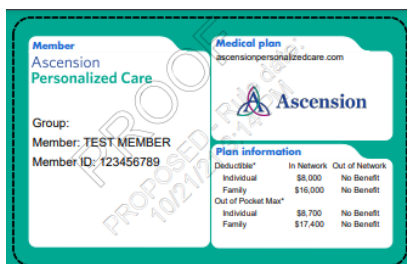 Member
Ascension
Personalized Care
Group:
Member: TEST MEMBER
Member ID: 123456789
Medical plan
ascensionpersonalizedcare.com
Ascension
Plan information
Deductible* In Network Out of Network
Individual $8,000 No Benefit
Family $16,000 No Benefit
Out of Pocket Max*
Individual $8,700 No Benefit
Family $17,400 No Benefit
PROOF
PROPOSED - Run date: